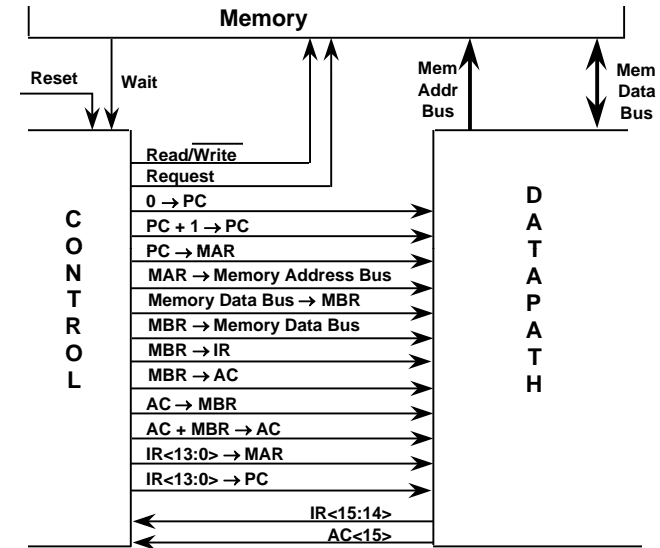 Memory
Reset
Wait
Mem
Addr
Bus
Mem
Data
Bus
Read/Write
Request
0 → PC
PC + 1 → PC
PC → MAR
MAR → Memory Address Bus
Memory Data Bus → MBR
MBR → Memory Data Bus
MBR → IR
MBR → AC
AC → MBR
AC + MBR → AC
IR<13:0> → MAR
IR<13:0> → PC
IR<15:14>
AC<15>
CONTROL
DATAPATH